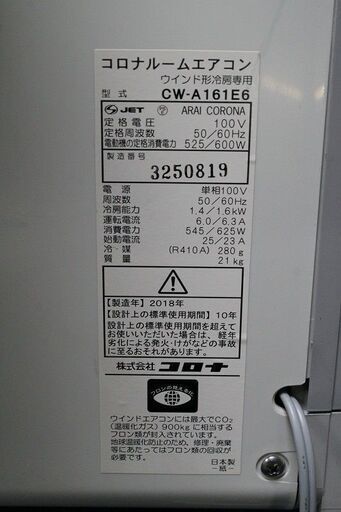 コロナルームエアコン
ウインド形冷房専用
型式 CW-A161E6
JET ARAI CORONA
定格電圧 100V
定格周波数 50/60Hz
電動機の定格消費電力 525/600W
製造番号
3250819
電源 単相100V
周波数 50/60Hz
冷房能力 1.4/1.6kW
運転電流 6.0/6.3A
消費電力 545/625W
始動電流 25/23A
冷媒 (R410A) 280g
質量 21kg
【製造年】2018年
【設計上の標準使用期間】10年
設計上の標準使用期間を超えて
お使いいただいた場合は、経年
劣化による発火・けがなどの事故
に至るおそれがあります。
株式会社コロナ
フロンの見える化
ウインドエアコンには最大でCO₂
(温暖化ガス) 900kgに相当する
フロン類が封入されています。
地球温暖化防止のため、修理・廃棄
等にあたってはフロン類の回収が
必要です。
日本製
-紙-